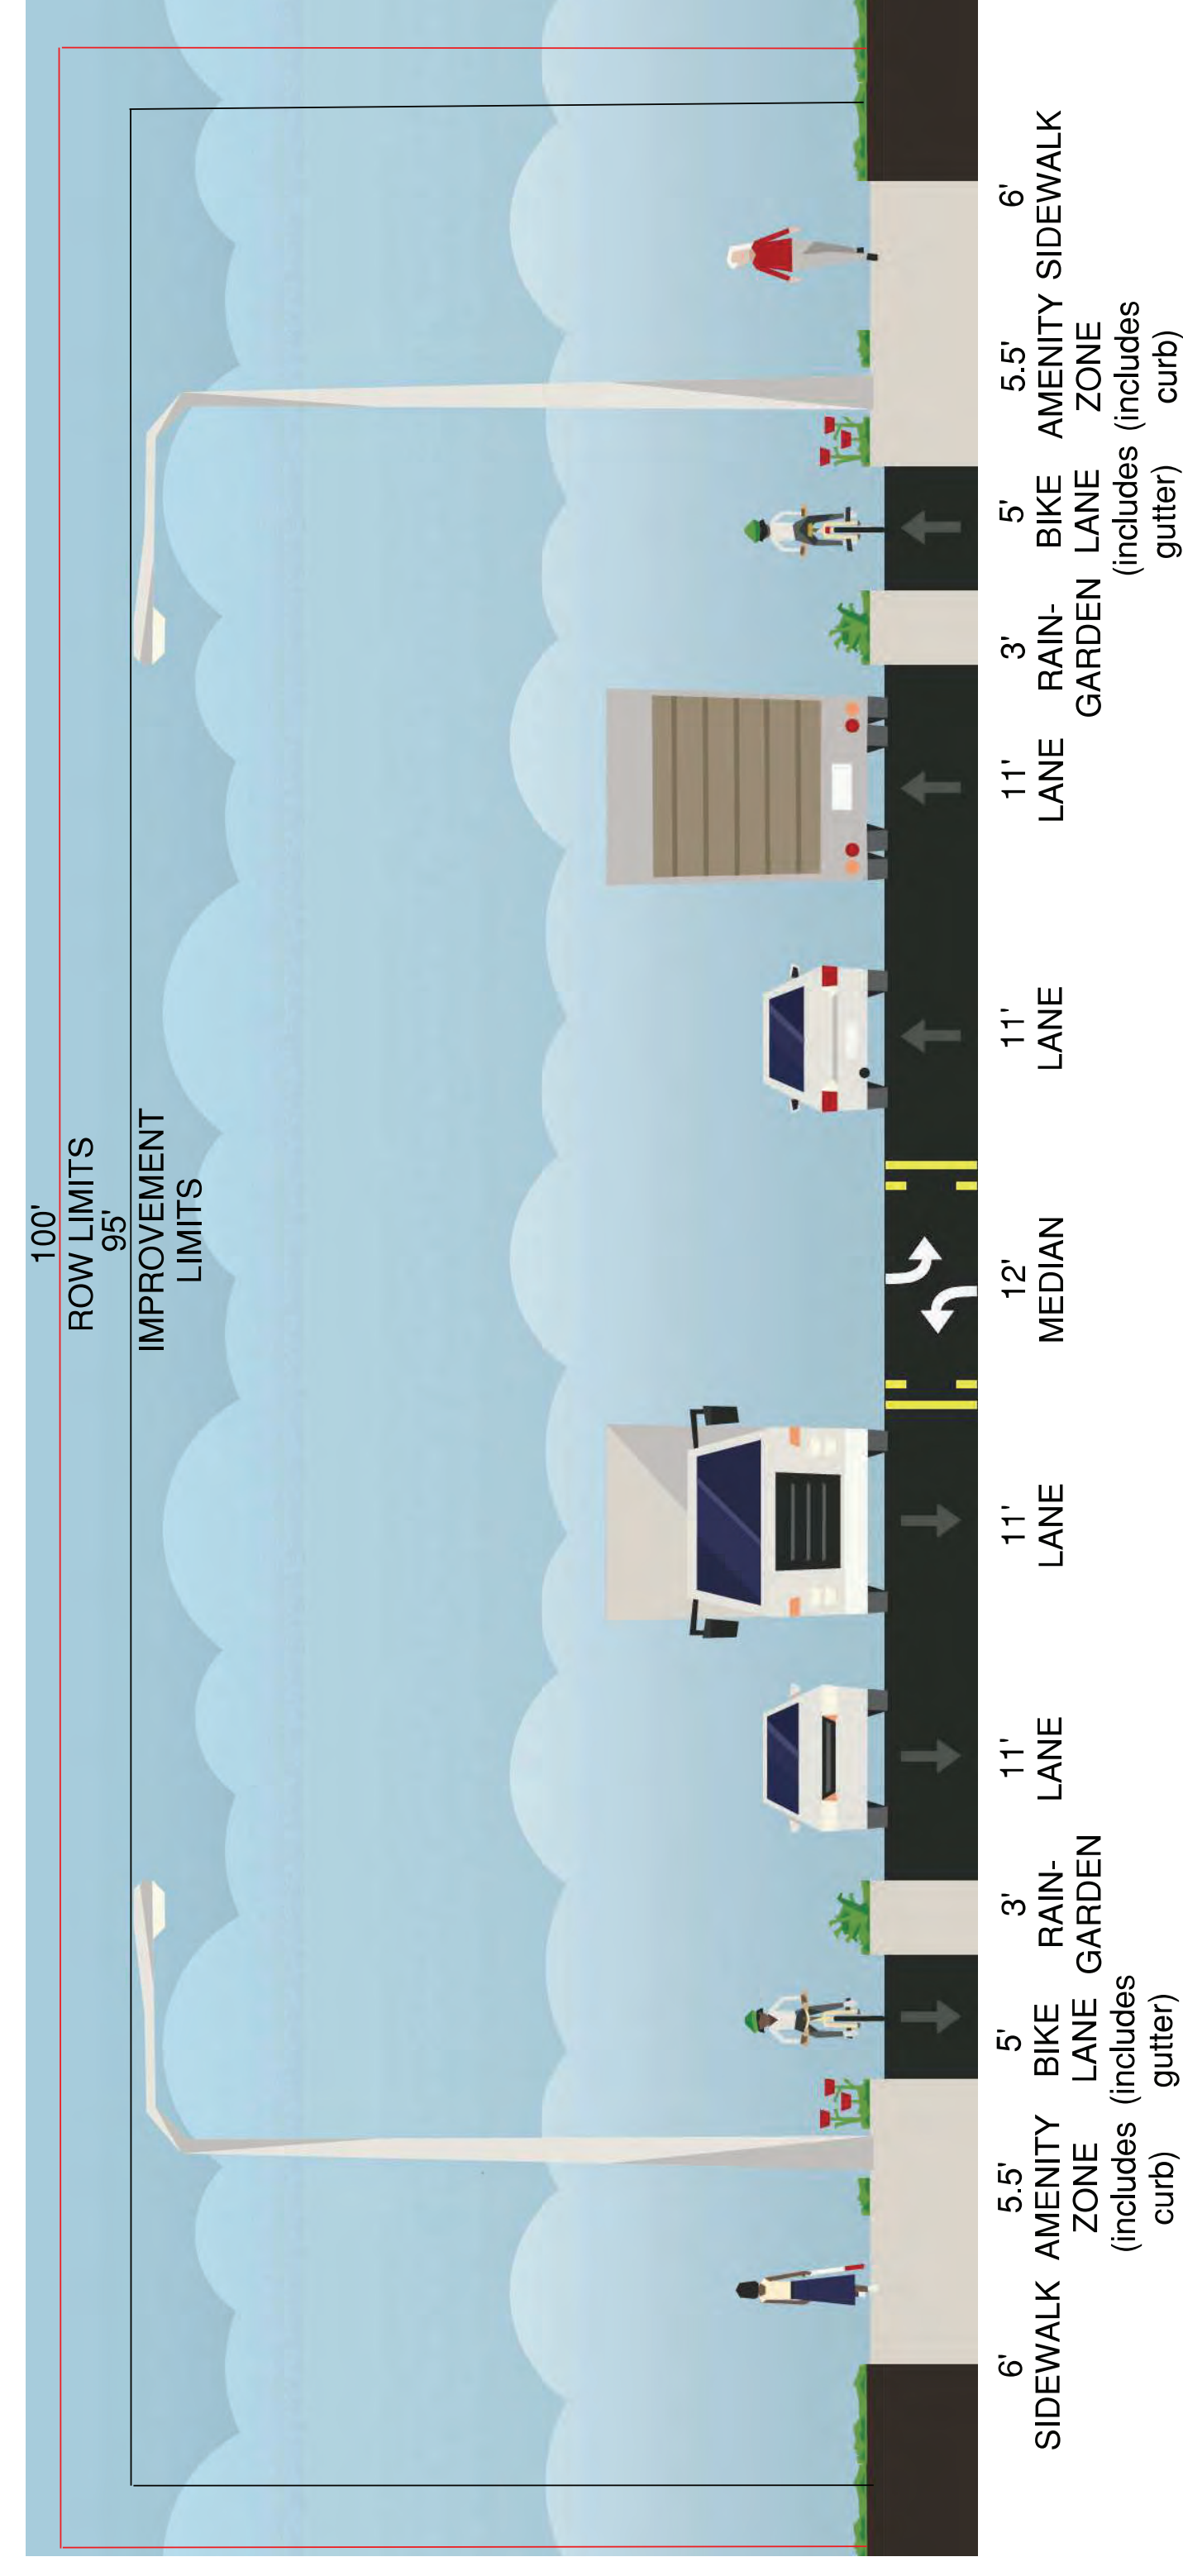 100'
ROW LIMITS
95'
IMPROVEMENT
LIMITS
6'
SIDEWALK
5.5'
AMENITY
ZONE
(includes
curb)
5'
BIKE
LANE
(includes
gutter)
3'
RAIN-
GARDEN
11'
LANE
11'
LANE
12'
MEDIAN
11'
LANE
11'
LANE
3'
RAIN-
GARDEN
5'
BIKE
LANE
(includes
gutter)
5.5'
AMENITY
ZONE
(includes
curb)
6'
SIDEWALK